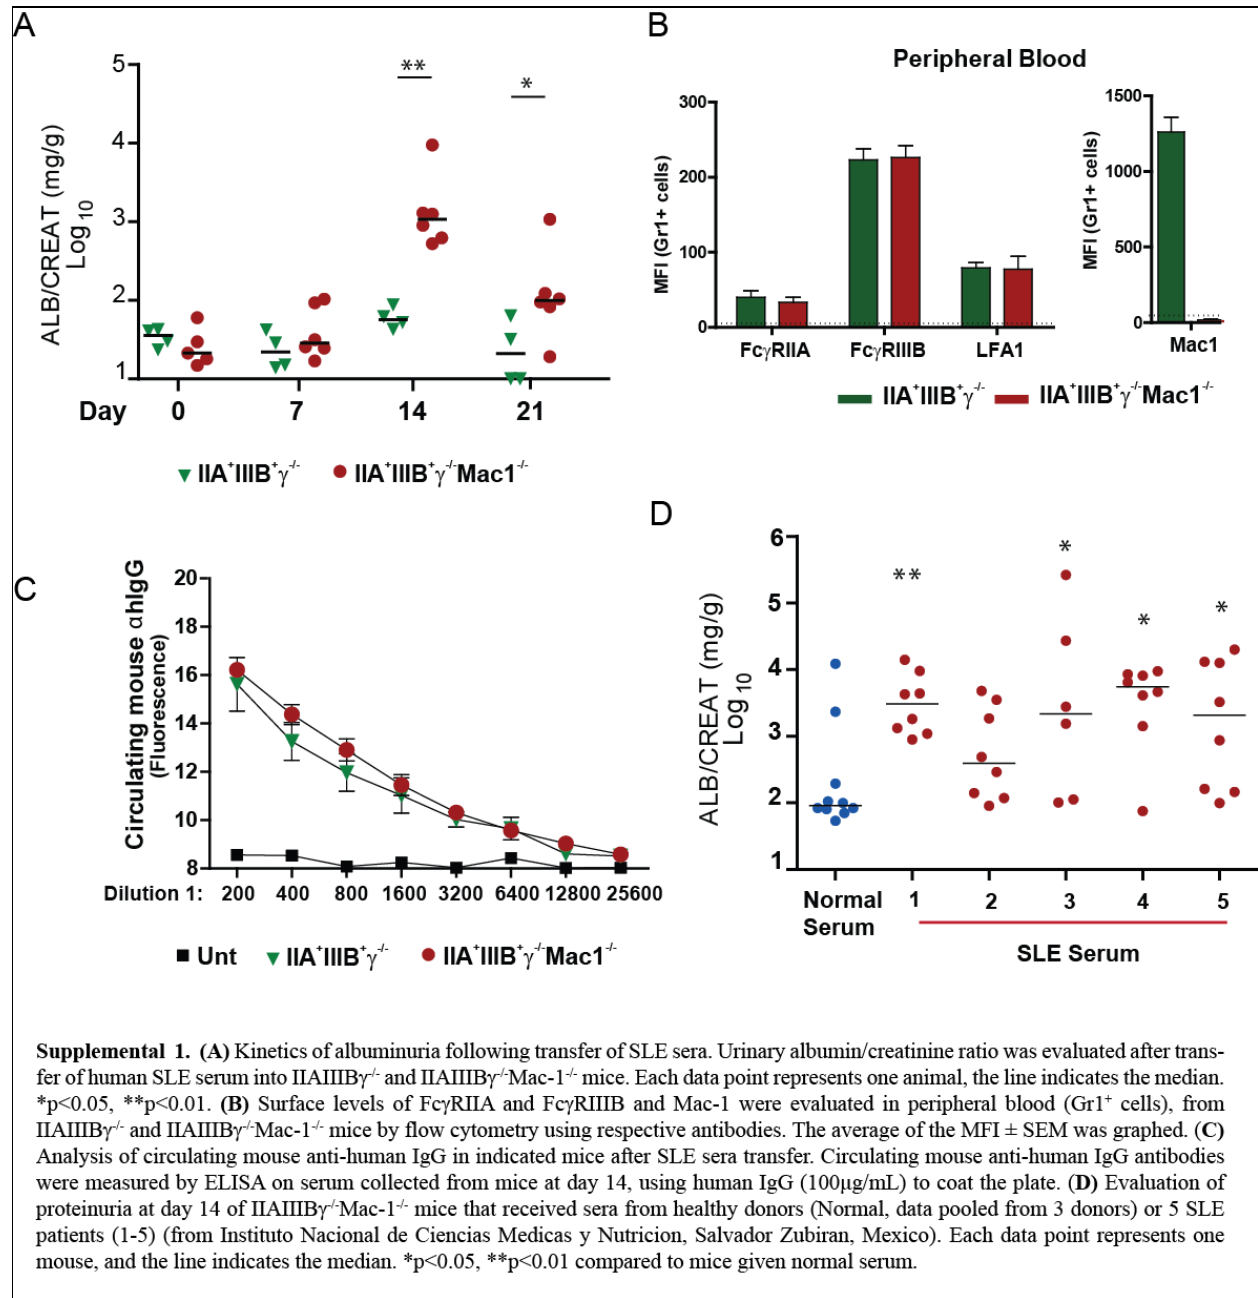 A
5
4
3
2
1
ALB/CREAT (mg/g)
Log10
**
*
Day 0 7 14 21
IIA+IIIB+γ-/- IIA+IIIB+γ-/-Mac1-/-
B
Peripheral Blood
300
200
100
0
MFI (Gr1+ cells)
FcγRIIA FcγRIIIB LFA1
1500
1000
500
0
MFI (Gr1+ cells)
Mac1
IIA+IIIB+γ-/- IIA+IIIB+γ-/-Mac1-/-
C
20
18
16
14
12
10
8
Circulating mouse αhIgG
(Fluorescence)
Dilution 1: 200 400 800 1600 3200 6400 12800 25600
Unt IIA+IIIB+γ-/- IIA+IIIB+γ-/-Mac1-/-
D
6
5
4
3
2
1
ALB/CREAT (mg/g)
Log10
**
*
*
*
Normal
Serum
1 2 3 4 5
SLE Serum
Supplemental 1. (A) Kinetics of albuminuria following transfer of SLE sera. Urinary albumin/creatinine ratio was evaluated after trans-
fer of human SLE serum into IIAIIIBγ-/- and IIAIIIBγ-/-Mac-1-/- mice. Each data point represents one animal, the line indicates the median.
*p<0.05, **p<0.01. (B) Surface levels of FcγRIIA and FcγRIIIB and Mac-1 were evaluated in peripheral blood (Gr1+ cells), from
IIAIIIBγ-/- and IIAIIIBγ-/-Mac-1-/- mice by flow cytometry using respective antibodies. The average of the MFI ± SEM was graphed. (C)
Analysis of circulating mouse anti-human IgG in indicated mice after SLE sera transfer. Circulating mouse anti-human IgG antibodies
were measured by ELISA on serum collected from mice at day 14, using human IgG (100μg/mL) to coat the plate. (D) Evaluation of
proteinuria at day 14 of IIAIIIBγ-/-Mac-1-/- mice that received sera from healthy donors (Normal, data pooled from 3 donors) or 5 SLE
patients (1-5) (from Instituto Nacional de Ciencias Medicas y Nutricion, Salvador Zubiran, Mexico). Each data point represents one
mouse, and the line indicates the median. *p<0.05, **p<0.01 compared to mice given normal serum.